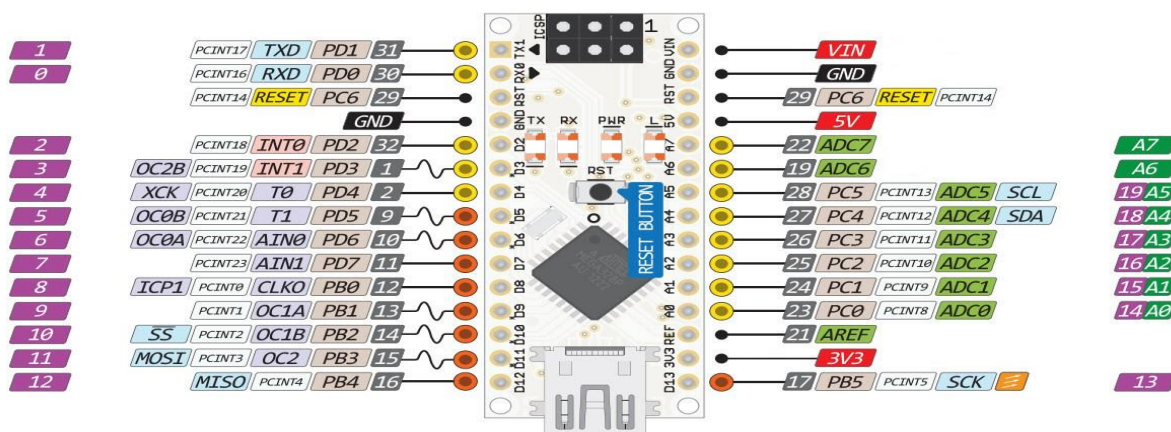 ICSP 1
1 PCINT17 TXD PD1 31 TX1 VIN VIN
0 PCINT16 RXD PD0 30 RX0 GND GND
PCINT14 RESET PC6 29 RST RST 29 PC6 RESET PCINT14
GND GND TX RX PWR L 5V 5V
2 PCINT18 INT0 PD2 32 D2 A7 22 ADC7 A7
3 OC2B PCINT19 INT1 PD3 1 D3 RST A6 19 ADC6 A6
4 XCK PCINT20 T0 PD4 2 D4 A5 28 PC5 PCINT13 ADC5 SCL 19 A5
5 OC0B PCINT21 T1 PD5 9 D5 A4 27 PC4 PCINT12 ADC4 SDA 18 A4
6 OC0A PCINT22 AIN0 PD6 10 D6 RESET BUTTON A3 26 PC3 PCINT11 ADC3 17 A3
7 PCINT23 AIN1 PD7 11 D7 A2 25 PC2 PCINT10 ADC2 16 A2
8 ICP1 PCINT0 CLKO PB0 12 D8 A1 24 PC1 PCINT9 ADC1 15 A1
9 PCINT1 OC1A PB1 13 D9 A0 23 PC0 PCINT8 ADC0 14 A0
10 SS PCINT2 OC1B PB2 14 D10 REF 21 AREF
11 MOSI PCINT3 OC2 PB3 15 D11 3V3 3V3
12 MISO PCINT4 PB4 16 D12 D13 17 PB5 PCINT5 SCK 13